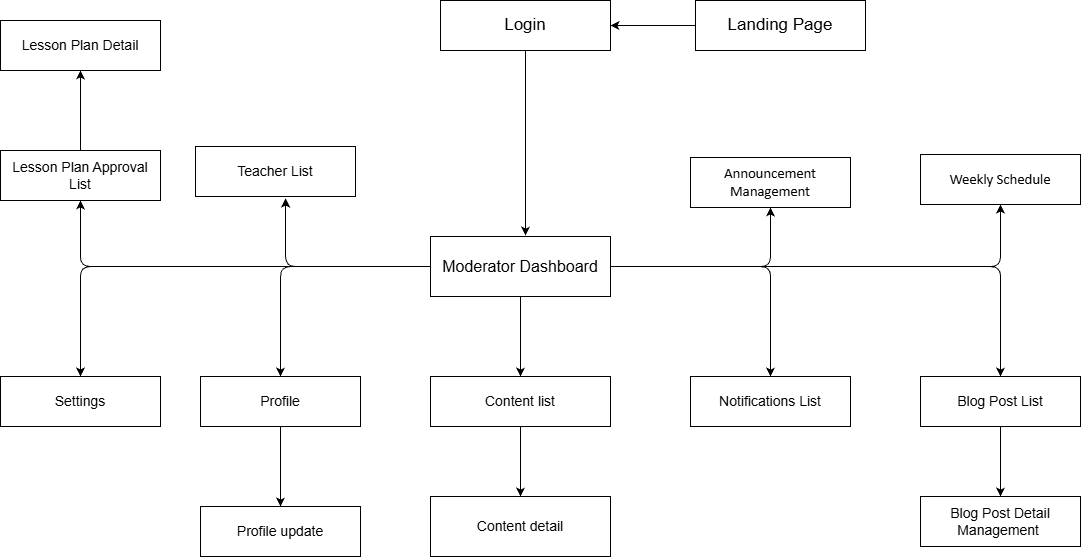 Login
Landing Page
Lesson Plan Detail
Lesson Plan Approval
List
Teacher List
Announcement
Management
Weekly Schedule
Moderator Dashboard
Settings
Profile
Content list
Notifications List
Blog Post List
Profile update
Content detail
Blog Post Detail
Management